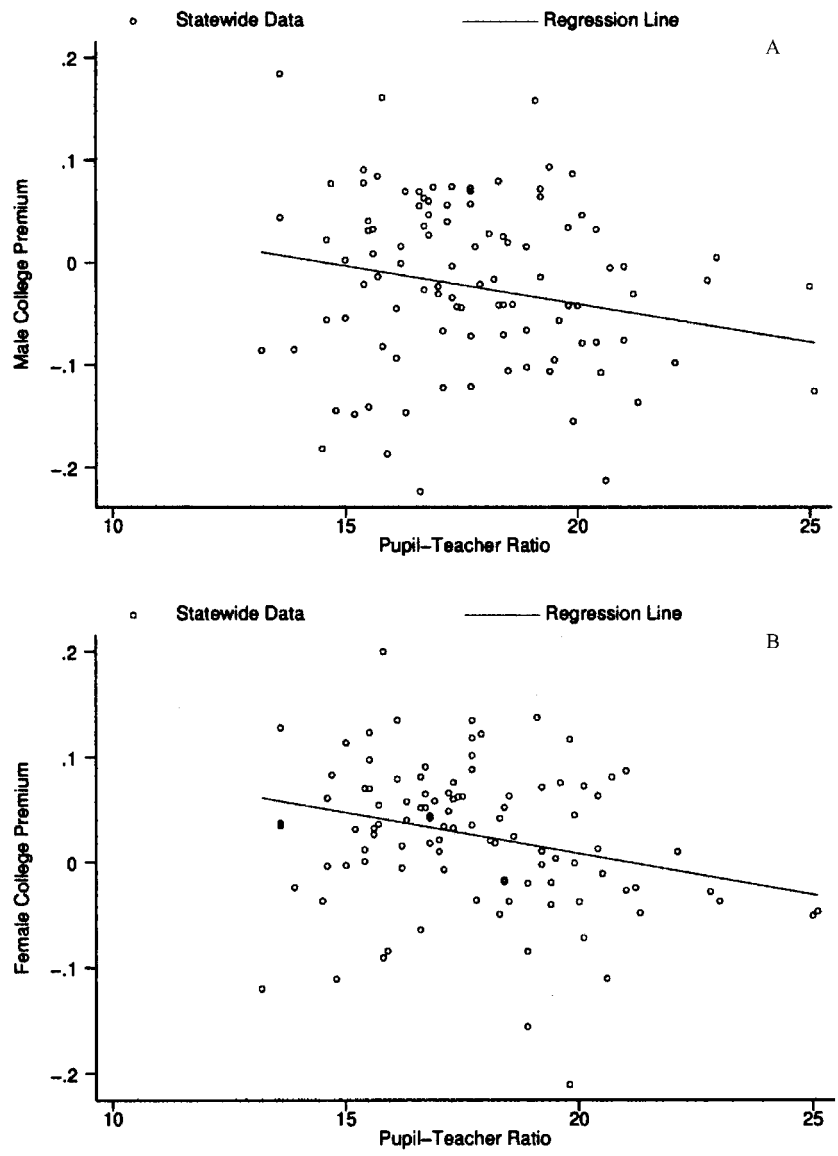 Statewide Data Regression Line
A
.2
.1
0
-.1
-.2
Male College Premium
10 15 20 25
Pupil-Teacher Ratio
Statewide Data Regression Line
B
.2
.1
0
-.1
-.2
Female College Premium
10 15 20 25
Pupil-Teacher Ratio